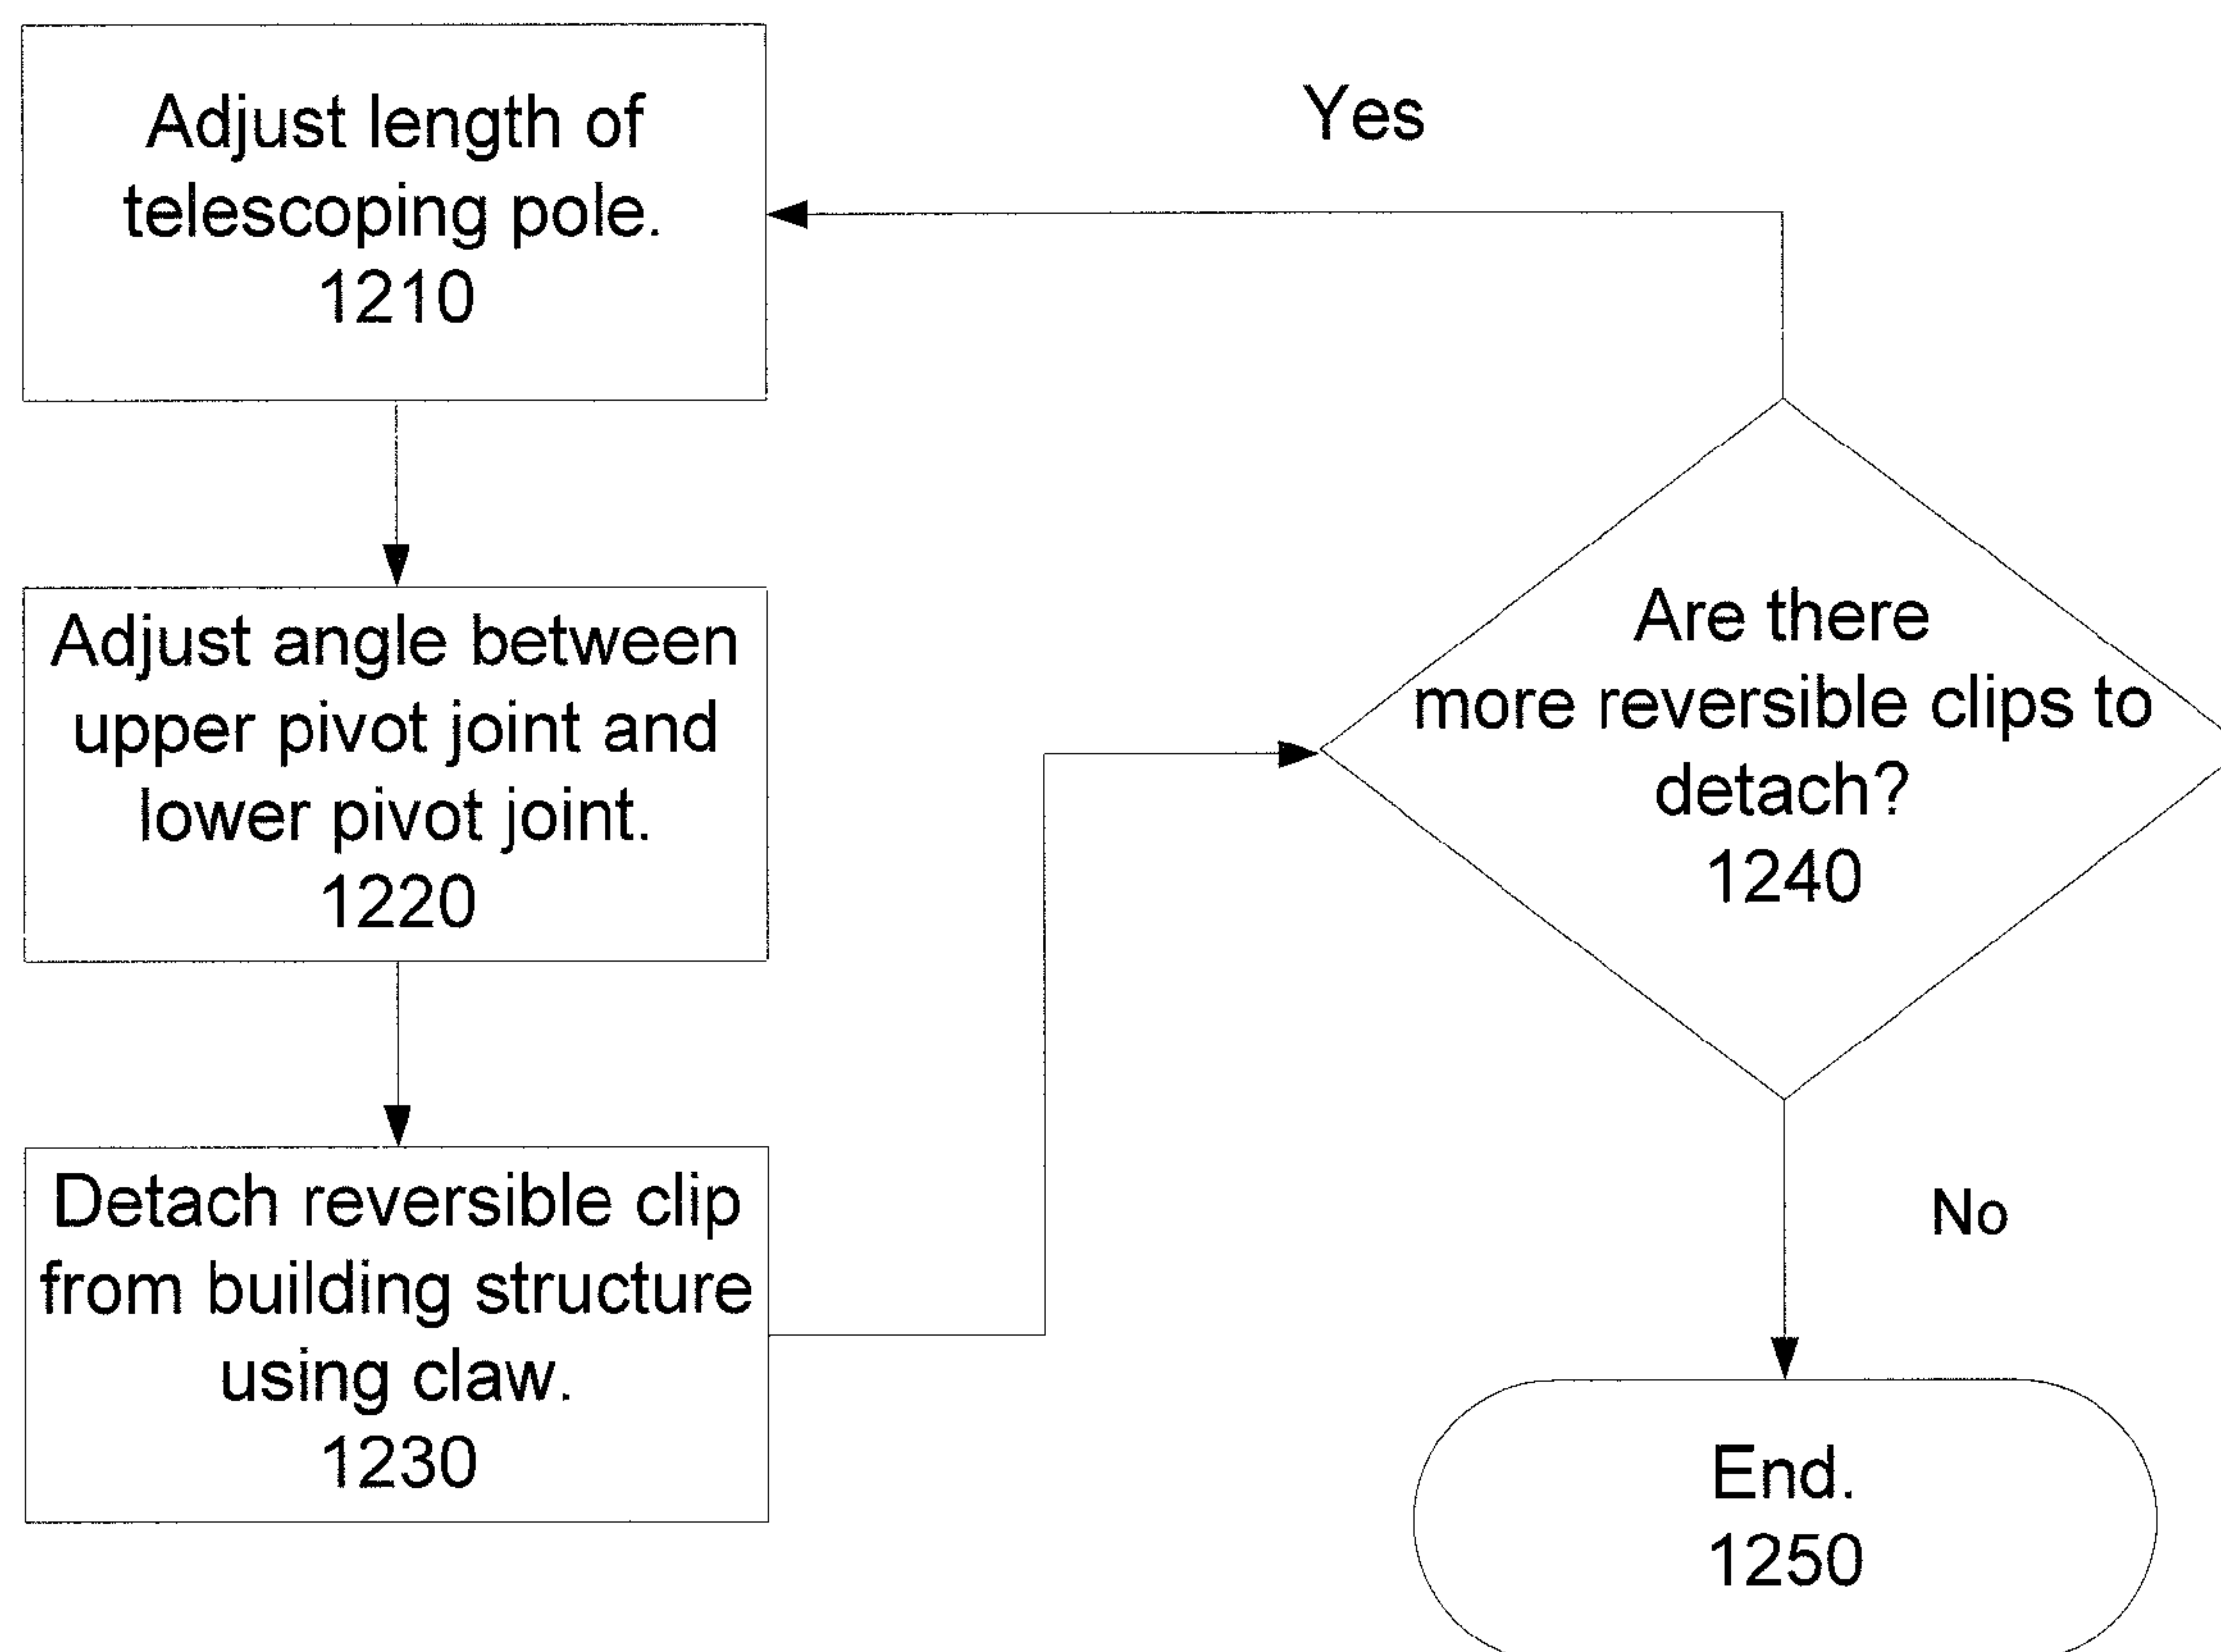 Adjust length of
telescoping pole.
1210
Adjust angle between
upper pivot joint and
lower pivot joint.
1220
Detach reversible clip
from building structure
using claw.
1230
Yes
Are there
more reversible clips to
detach?
1240
No
End.
1250